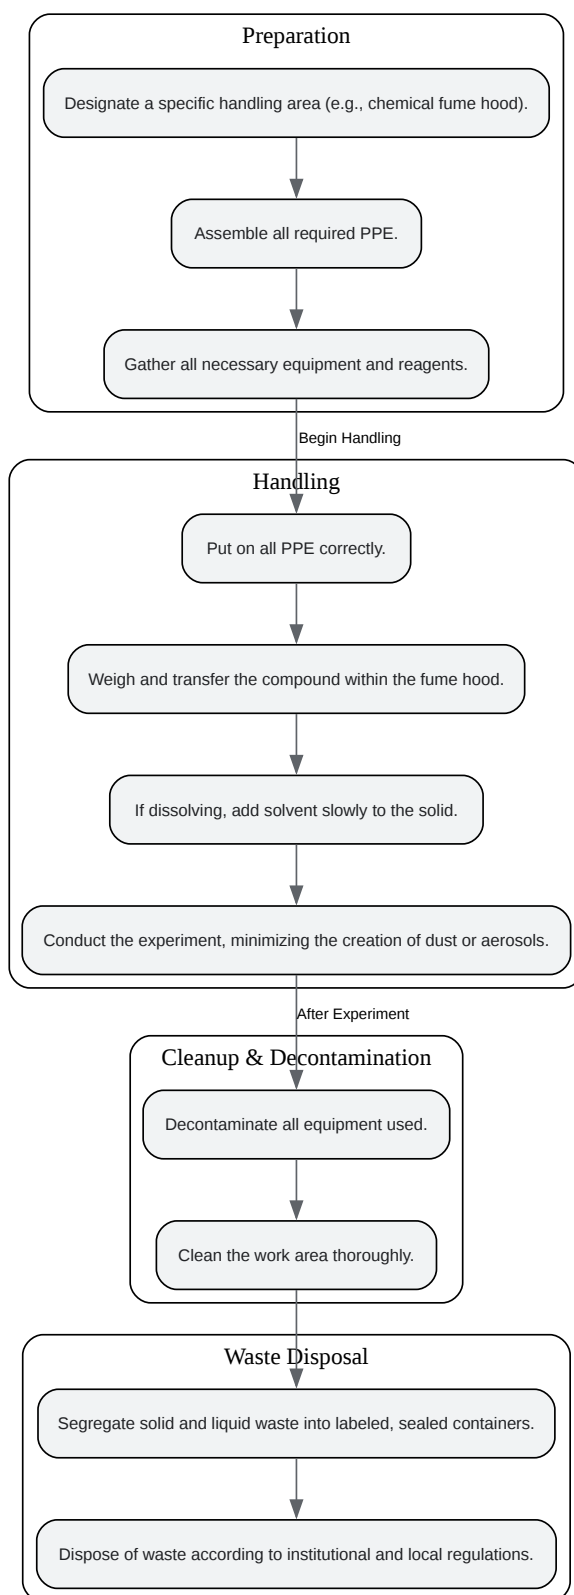 Preparation
Designate a specific handling area (e.g., chemical fume hood).
Assemble all required PPE.
Gather all necessary equipment and reagents.
Begin Handling
Handling
Put on all PPE correctly.
Weigh and transfer the compound within the fume hood.
If dissolving, add solvent slowly to the solid.
Conduct the experiment, minimizing the creation of dust or aerosols.
After Experiment
Cleanup & Decontamination
Decontaminate all equipment used.
Clean the work area thoroughly.
Waste Disposal
Segregate solid and liquid waste into labeled, sealed containers.
Dispose of waste according to institutional and local regulations.